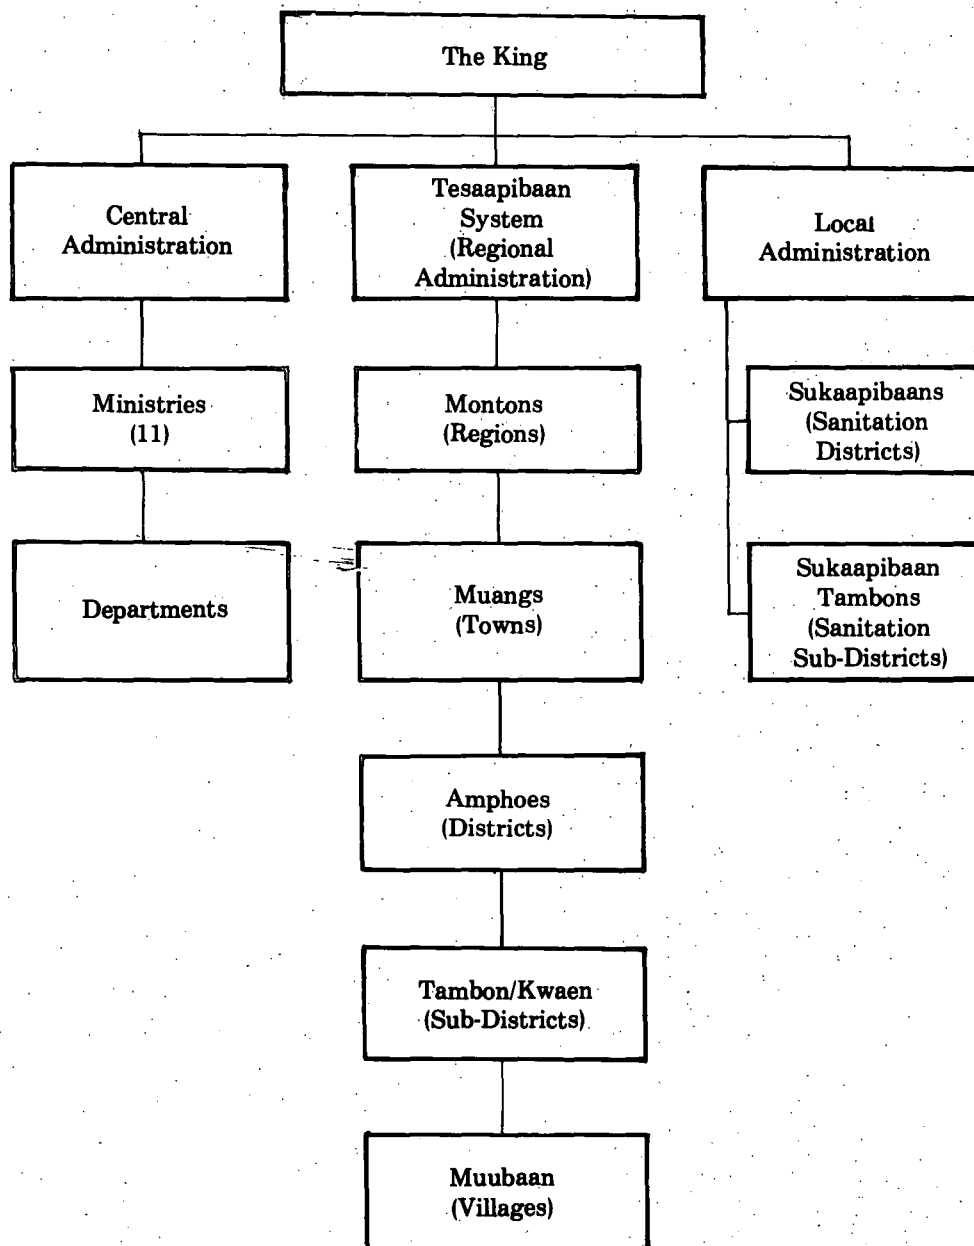 The King
Central
Administration
Tesaapibaan
System
(Regional
Administration)
Local
Administration
Ministries
(11)
Montons
(Regions)
Sukaapibaans
(Sanitation
Districts)
Departments
Muangs
(Towns)
Sukaapibaan
Tambons
(Sanitation
Sub-Districts)
Amphoes
(Districts)
Tambon/Kwaen
(Sub-Districts)
Muubaan
(Villages)